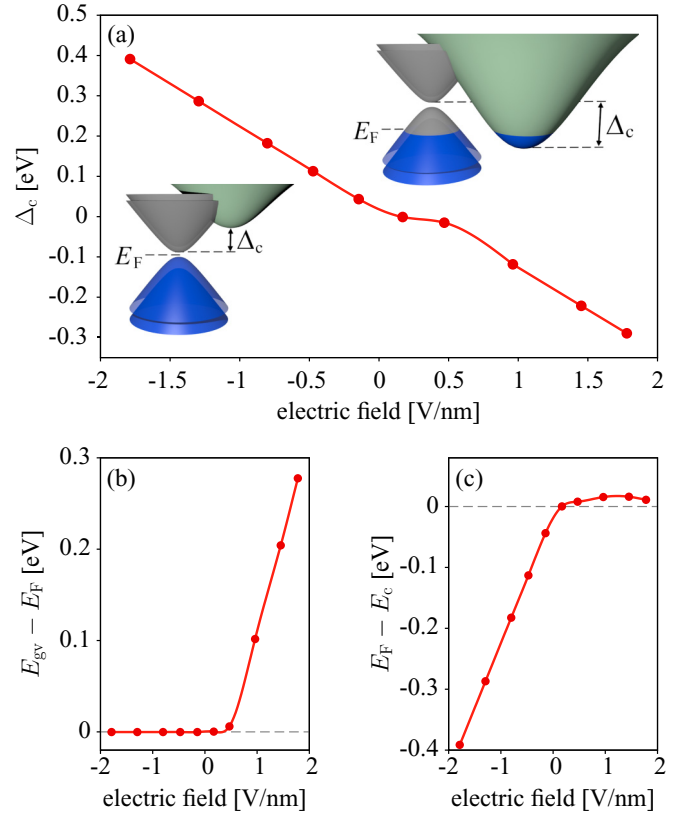 (a)
0.5
0.4
0.3
0.2
0.1
0
-0.1
-0.2
-0.3
Δc [eV]
EF
Δc
EF
Δc
-2
-1.5
-1
-0.5
0
0.5
1
1.5
2
electric field [V/nm]
(b)
0.3
0.2
0.1
0
Egv − EF [eV]
-2
-1
0
1
2
electric field [V/nm]
(c)
0
-0.1
-0.2
-0.3
-0.4
EF − Ec [eV]
-2
-1
0
1
2
electric field [V/nm]